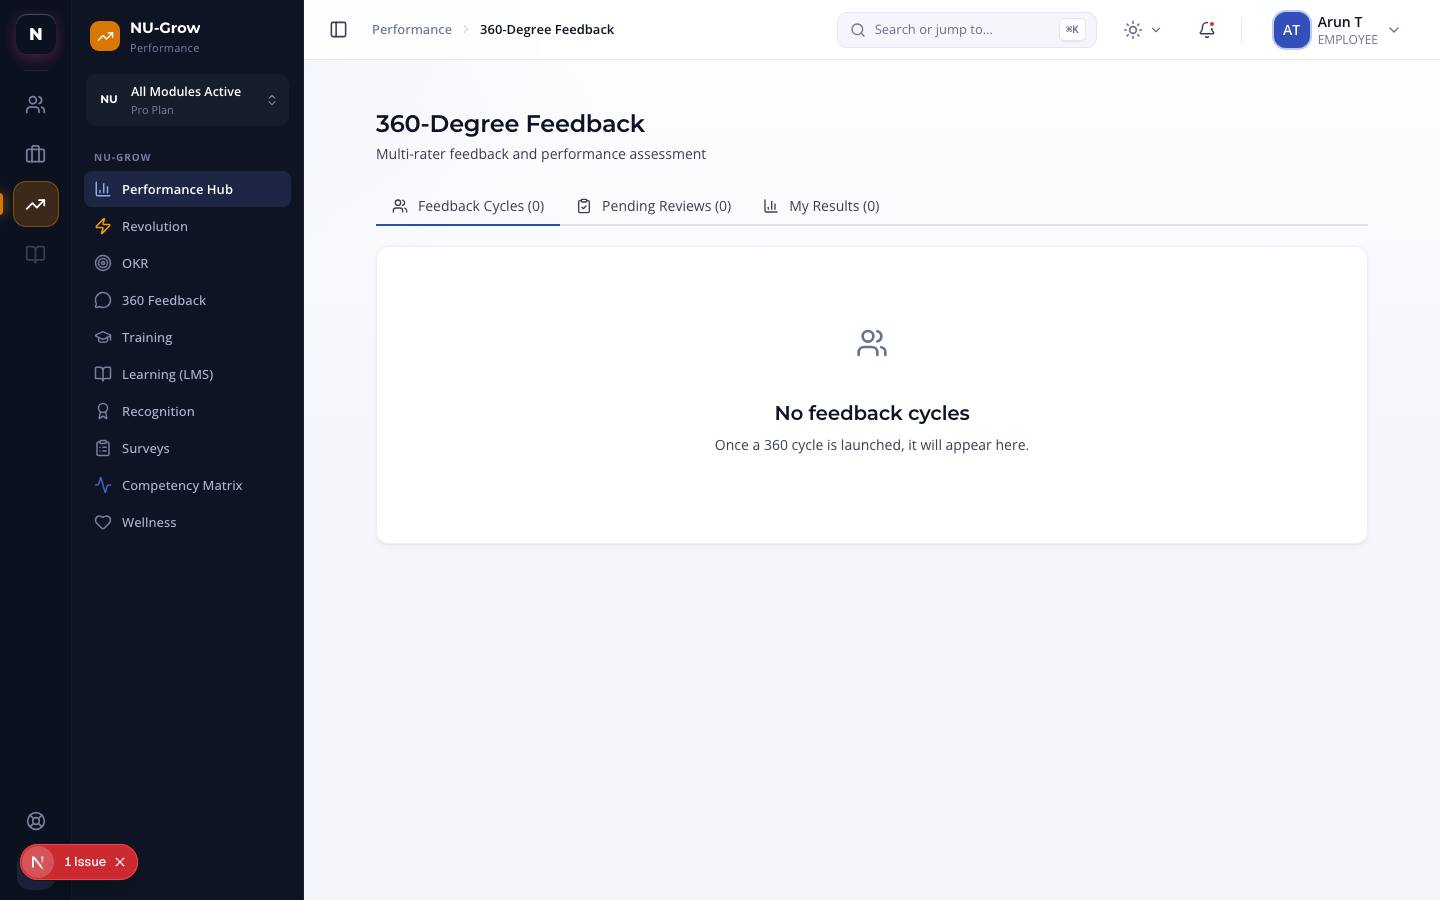 N
NU-Grow
Performance
NU
All Modules Active
Pro Plan
NU-GROW
Performance Hub
Revolution
OKR
360 Feedback
Training
Learning (LMS)
Recognition
Surveys
Competency Matrix
Wellness
N
1 Issue
Performance
360-Degree Feedback
Search or jump to...
⌘K
AT
Arun T
EMPLOYEE
360-Degree Feedback
Multi-rater feedback and performance assessment
Feedback Cycles (0)
Pending Reviews (0)
My Results (0)
No feedback cycles
Once a 360 cycle is launched, it will appear here.